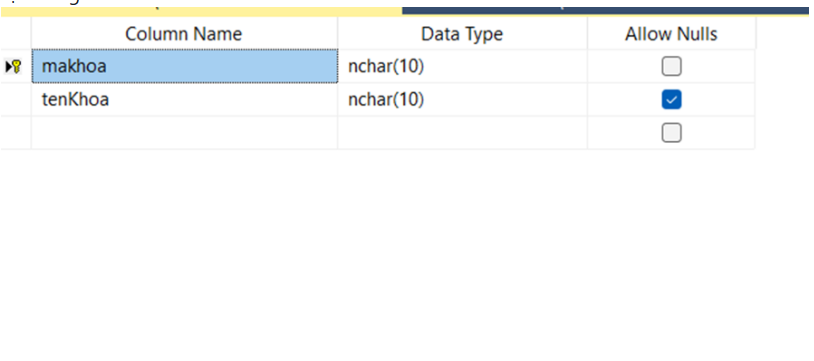 Column Name Data Type Allow Nulls
makhoa nchar(10)
tenKhoa nchar(10)